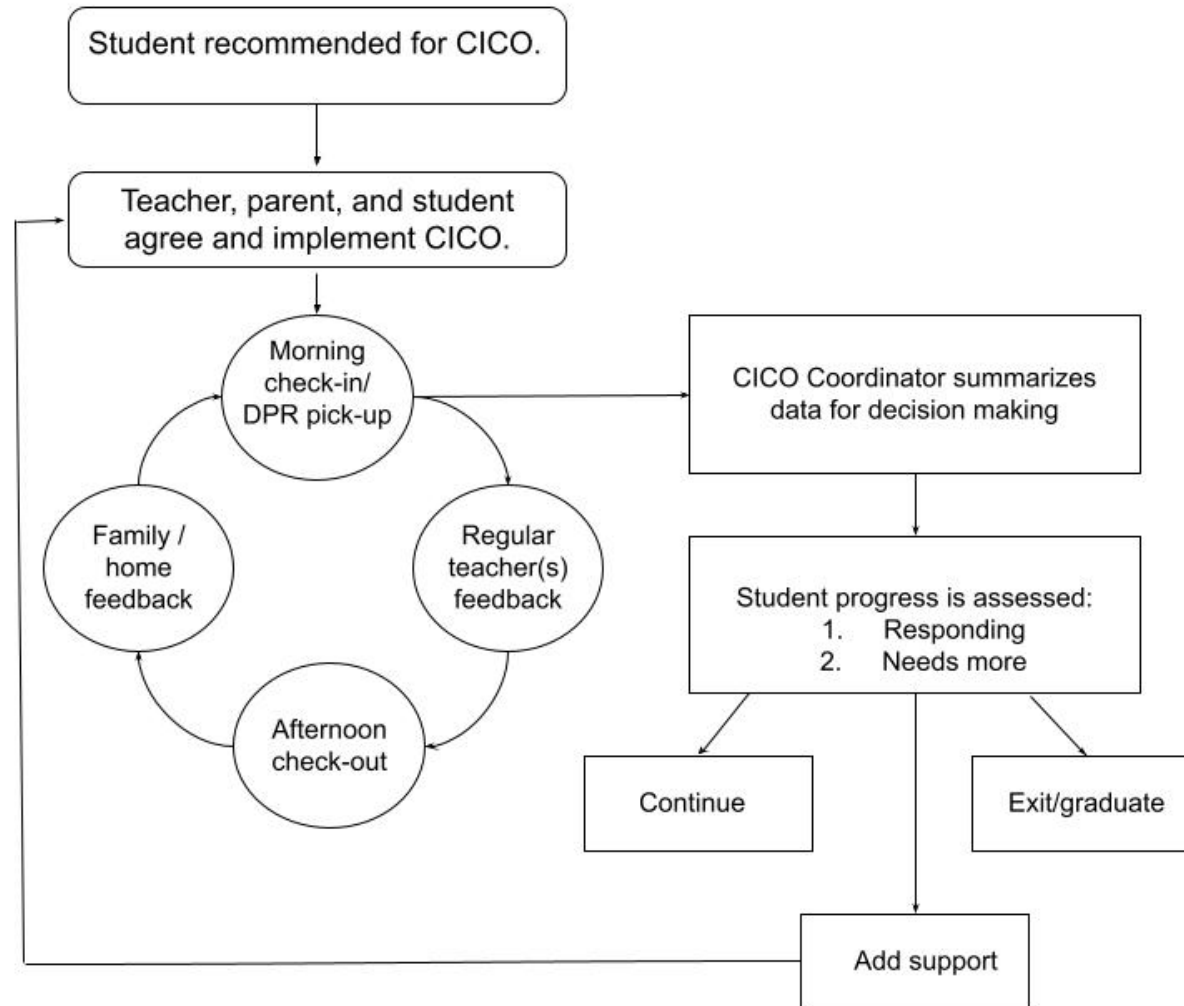 Student recommended for CICO.
Teacher, parent, and student
agree and implement CICO.
Morning
check-in/
DPR pick-up
CICO Coordinator summarizes
data for decision making
Family /
home
feedback
Regular
teacher(s)
feedback
Student progress is assessed:
1. Responding
2. Needs more
Afternoon
check-out
Continue
Exit/graduate
Add support